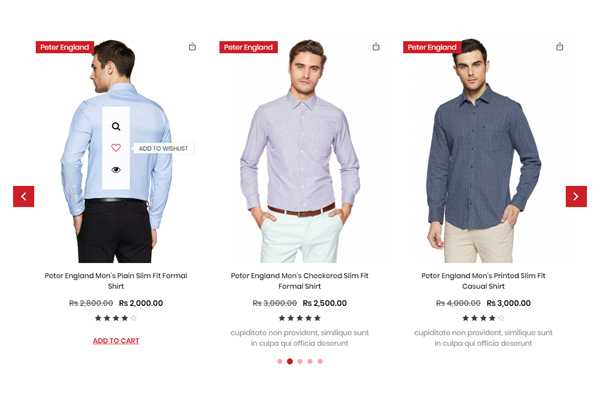 Peter England
Peter England
Peter England
ADD TO WISHLIST
Peter England Men's Plain Slim Fit Formal
Shirt
Rs 2,800.00 Rs 2,000.00
ADD TO CART
Peter England Men's Checkered Slim Fit
Formal Shirt
Rs 3,000.00 Rs 2,500.00
cupiditate non provident, similique sunt
in culpa qui officia deserunt
Peter England Men's Printed Slim Fit
Casual Shirt
Rs 4,000.00 Rs 3,000.00
cupiditate non provident, similique sunt
in culpa qui officia deserunt